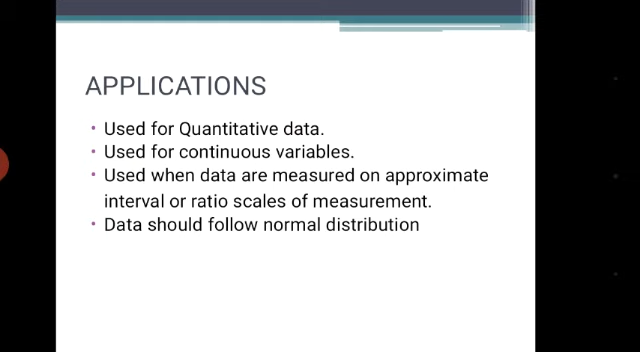 APPLICATIONS
• Used for Quantitative data.
• Used for continuous variables.
• Used when data are measured on approximate
interval or ratio scales of measurement.
• Data should follow normal distribution